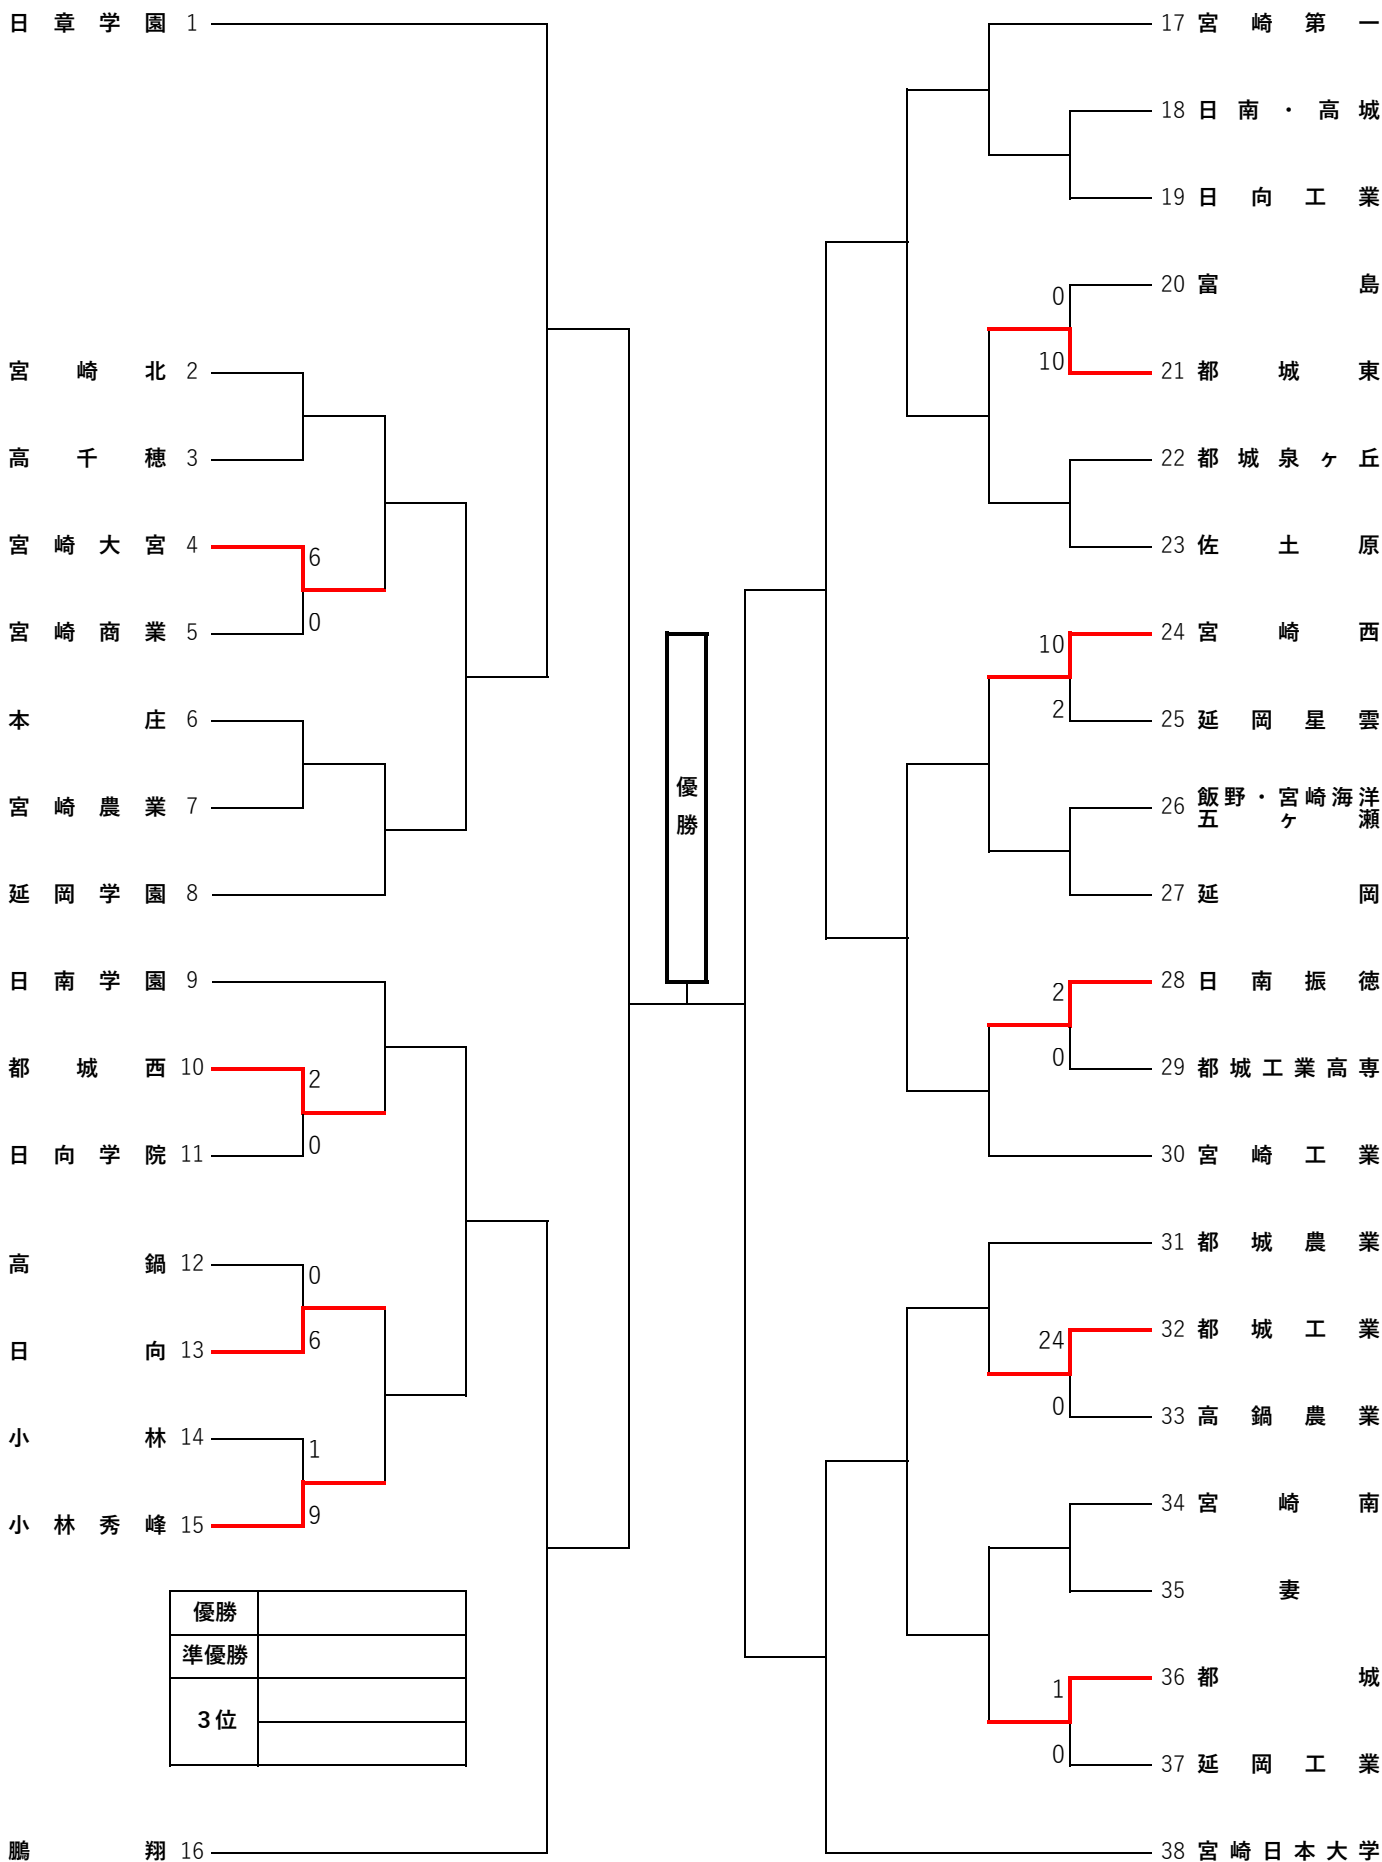 日章学園 1
宮崎北 2
高千穂 3
宮崎大宮 4
6
0
宮崎商業 5
本庄 6
宮崎農業 7
延岡学園 8
日南学園 9
都城西 10
2
0
日向学院 11
高鍋 12
0
6
日向 13
小林 14
1
9
小林秀峰 15
優勝
準優勝
３位
鵬翔 16
優勝
17 宮崎第一
18 日南・高城
19 日向工業
20 富島
0
10
21 都城東
22 都城泉ヶ丘
23 佐土原
24 宮崎西
10
2
25 延岡星雲
26 飯野・宮崎海洋
五ヶ瀬
27 延岡
28 日南振徳
2
0
29 都城工業高専
30 宮崎工業
31 都城農業
32 都城工業
24
0
33 高鍋農業
34 宮崎南
35 妻
36 都城
1
0
37 延岡工業
38 宮崎日本大学